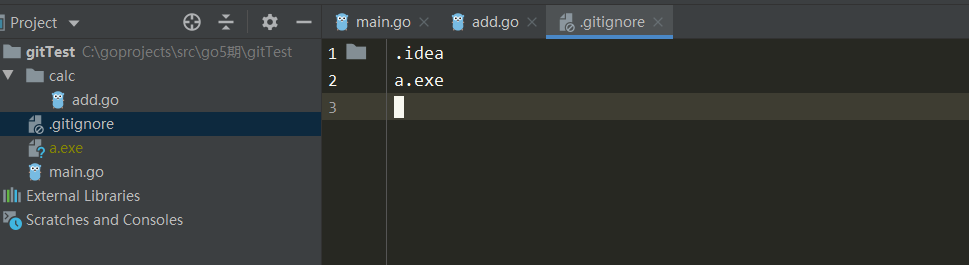 Project
main.go
add.go
.gitignore
gitTest C:\goprojects\src\go5期\gitTest
calc
add.go
.gitignore
a.exe
main.go
External Libraries
Scratches and Consoles
1 .idea
2 a.exe
3